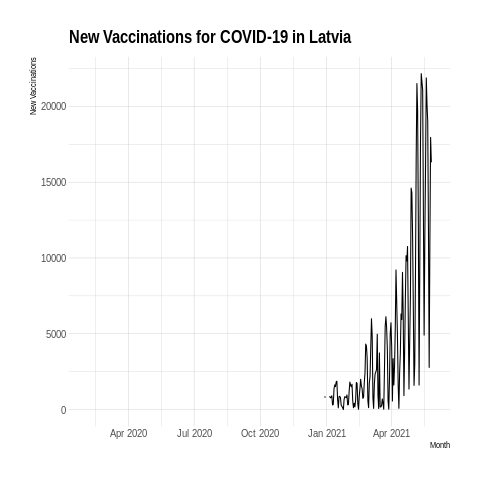 New Vaccinations for COVID-19 in Latvia
New Vaccinations
20000
15000
10000
5000
0
Apr 2020 Jul 2020 Oct 2020 Jan 2021 Apr 2021
Month